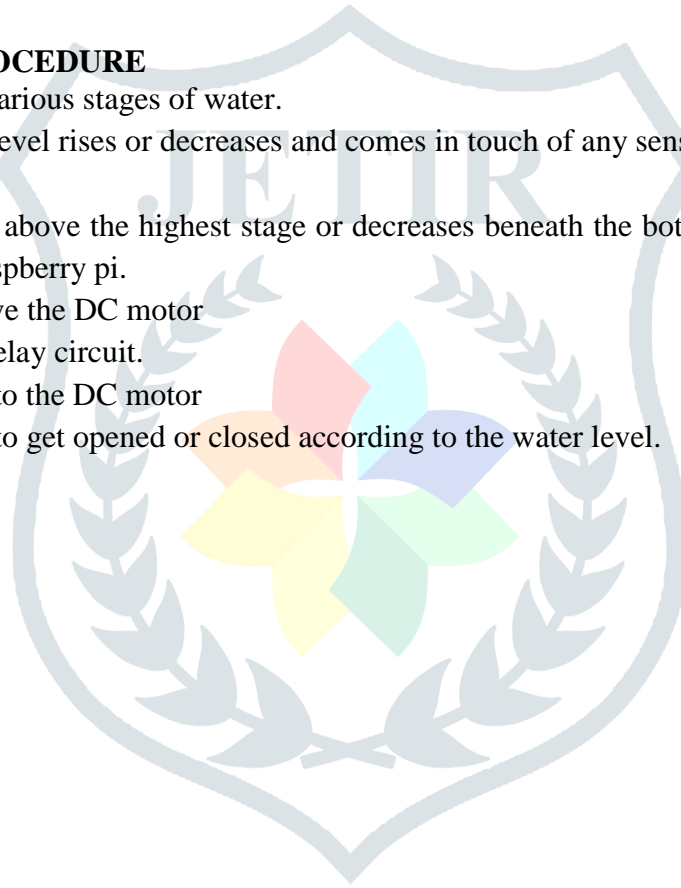 OCEDURE
arious stages of water.
evel rises or decreases and comes in touch of any sens
above the highest stage or decreases beneath the bot
spberry pi.
ve the DC motor
elay circuit.
to the DC motor
to get opened or closed according to the water level.
JETIR